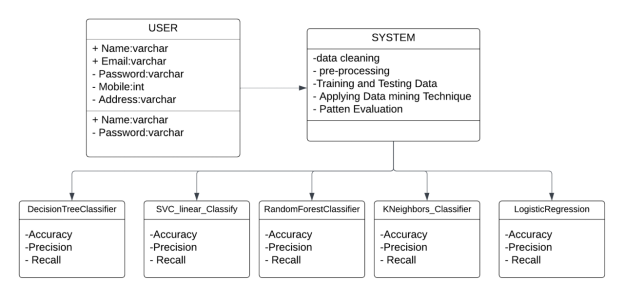 USER
+ Name:varchar
+ Email:varchar
- Password:varchar
- Mobile:int
- Address:varchar
+ Name:varchar
- Password:varchar
SYSTEM
-data cleaning
- pre-processing
-Training and Testing Data
- Applying Data mining Technique
- Patten Evaluation
DecisionTreeClassifier
-Accuracy
-Precision
- Recall
SVC_linear_Classify
-Accuracy
-Precision
- Recall
RandomForestClassifier
-Accuracy
-Precision
- Recall
KNeighbors_Classifier
-Accuracy
-Precision
- Recall
LogisticRegression
-Accuracy
-Precision
- Recall